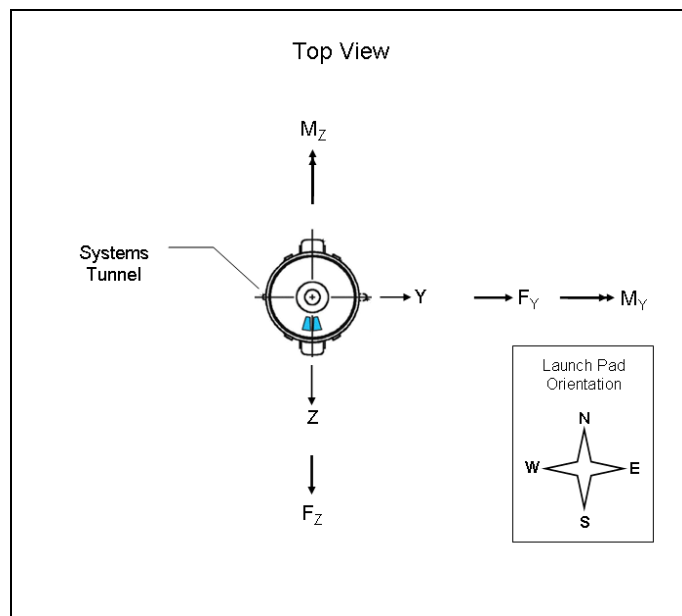 Top View
M_Z
Systems
Tunnel
Y
F_Y
M_Y
Z
F_Z
Launch Pad
Orientation
N
W
E
S